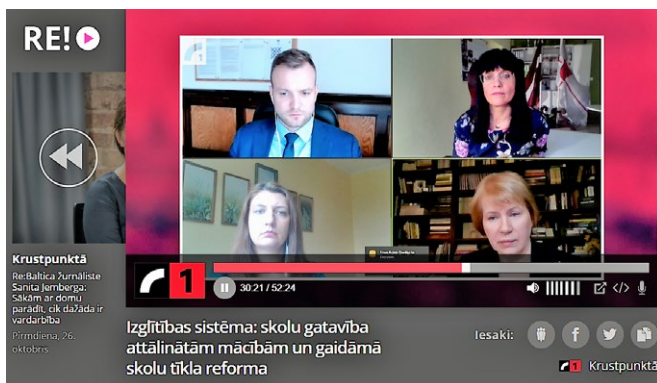 RE!
Krustpunktā
Re:Baltica žurnāliste
Sanita Jemberga:
Sākām ar domu
parādīt, cik dažāda ir
vardarbība
Pirmdiena, 26.
oktobris
1
30:21 / 52:24
Izglītības sistēma: skolu gatavība
attālinātām mācībām un gaidāmā
skolu tīkla reforma
Iesaki:
1 Krustpunktā